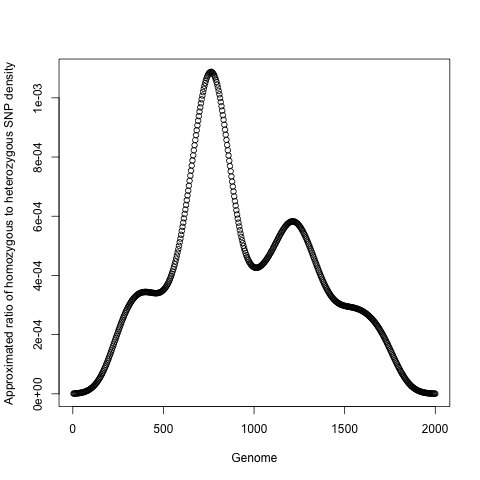 Approximated ratio of homozygous to heterozygous SNP density
1e-03
8e-04
6e-04
4e-04
2e-04
0e+00
0 500 1000 1500 2000
Genome